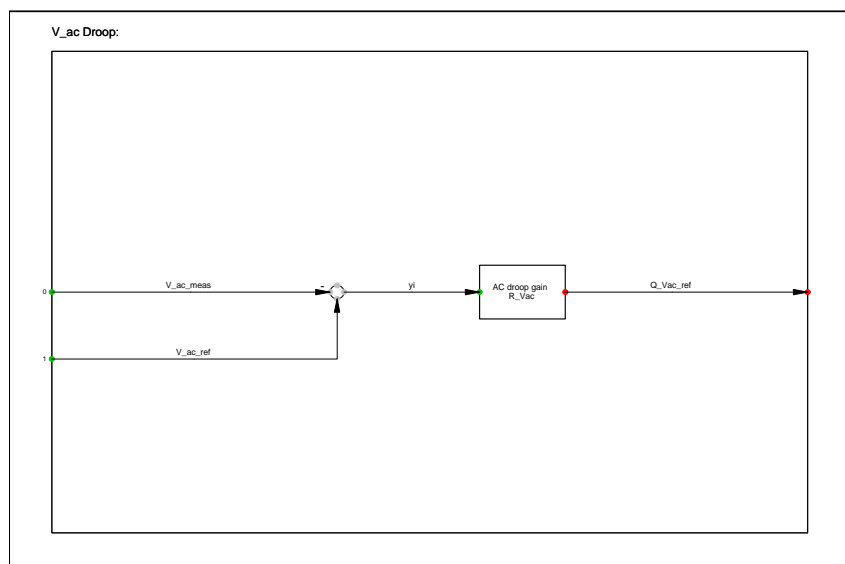 V_ac Droop:
0
V_ac_meas
-
yi
AC droop gain
R_Vac
Q_Vac_ref
1
V_ac_ref